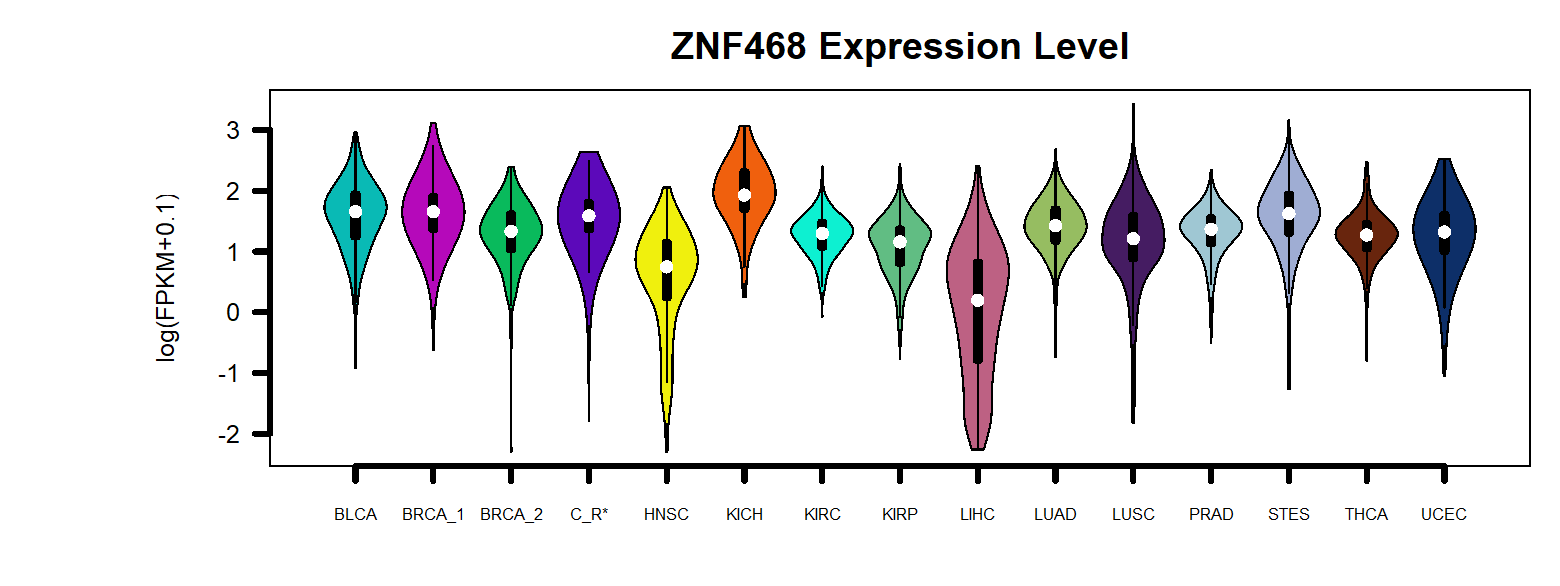 ZNF468 Expression Level
log(FPKM+0.1)
3
2
1
0
-1
-2
BLCA BRCA_1 BRCA_2 C_R* HNSC KICH KIRC KIRP LIHC LUAD LUSC PRAD STES THCA UCEC